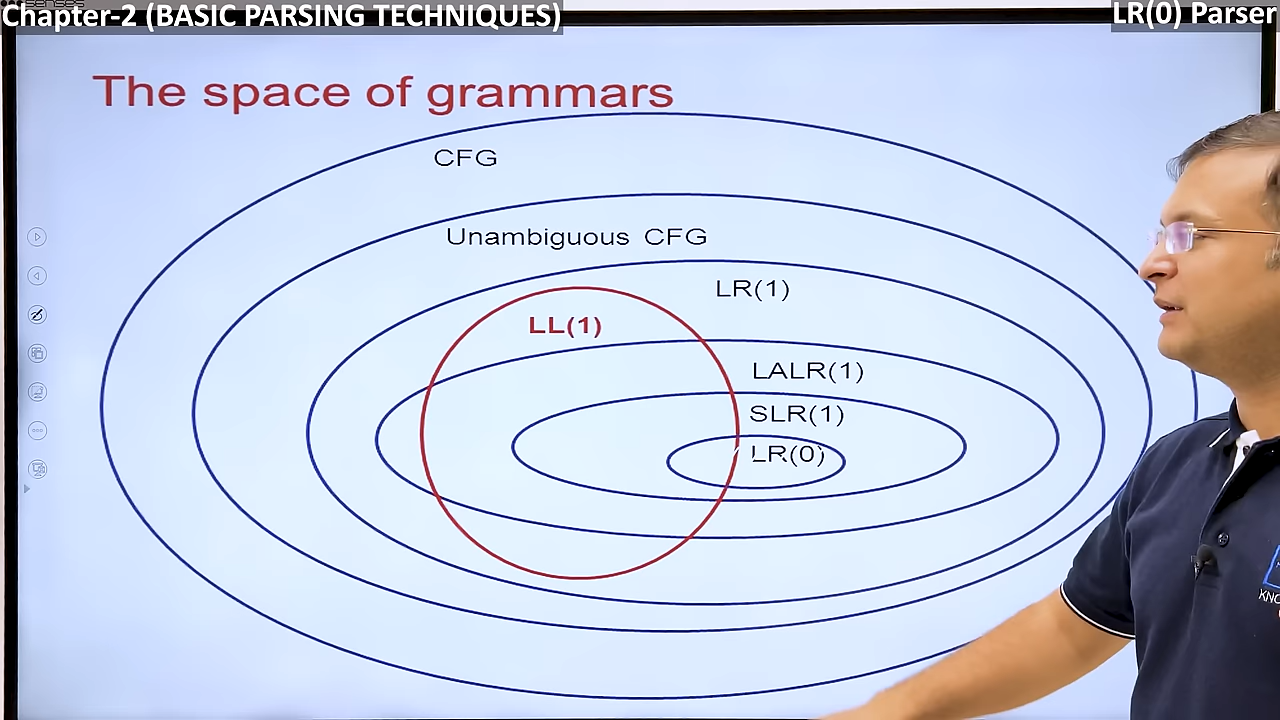 Chapter-2 (BASIC PARSING TECHNIQUES)
LR(0) Parser
The space of grammars
CFG
Unambiguous CFG
LR(1)
LL(1)
LALR(1)
SLR(1)
LR(0)